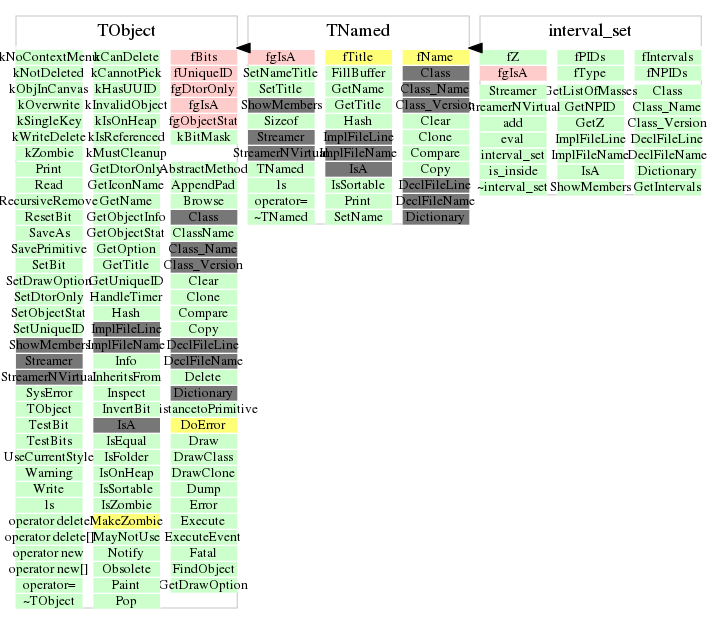 TObject
kNoContextMenu kCanDelete fBits
kNotDeleted kCannotPick fUniqueID
kObjInCanvas kHasUUID fgDtorOnly
kOverwrite kInvalidObject fgIsA
kSingleKey kIsOnHeap fgObjectStat
kWriteDelete kIsReferenced kBitMask
kZombie kMustCleanup
Print GetDtorOnly AbstractMethod
Read GetIconName AppendPad
RecursiveRemove GetName Browse
ResetBit GetObjectInfo Class
SaveAs GetObjectStat ClassName
SavePrimitive GetOption Class_Name
SetBit GetTitle Class_Version
SetDrawOption GetUniqueID Clear
SetDtorOnly HandleTimer Clone
SetObjectStat Hash Compare
SetUniqueID ImplFileLine Copy
ShowMembers ImplFileName DeclFileLine
Streamer Info DeclFileName
StreamerNVirtua InheritsFrom Delete
SysError Inspect Dictionary
TObject InvertBit istancetoPrimitive
TestBit IsA DoError
TestBits IsEqual Draw
UseCurrentStyle IsFolder DrawClass
Warning IsOnHeap DrawClone
Write IsSortable Dump
ls IsZombie Error
operator delete MakeZombie Execute
operator delete[] MayNotUse ExecuteEvent
operator new Notify Fatal
operator new[] Obsolete FindObject
operator= Paint GetDrawOption
~TObject Pop
TNamed
fgIsA fTitle fName
SetNameTitle FillBuffer Class
SetTitle GetName Class_Name
ShowMembers GetTitle Class_Version
Sizeof Hash Clear
Streamer ImplFileLine Clone
StreamerNVirtual ImplFileName Compare
TNamed IsA Copy
ls IsSortable DeclFileLine
operator= Print DeclFileName
~TNamed SetName Dictionary
interval_set
fZ fPIDs fIntervals
fgIsA fType fNPIDs
Streamer GetListOfMasses Class
treamerNVirtual GetNPID Class_Name
add GetZ Class_Version
eval ImplFileLine DeclFileLine
interval_set ImplFileName DeclFileName
is_inside IsA Dictionary
~interval_set ShowMembers GetIntervals